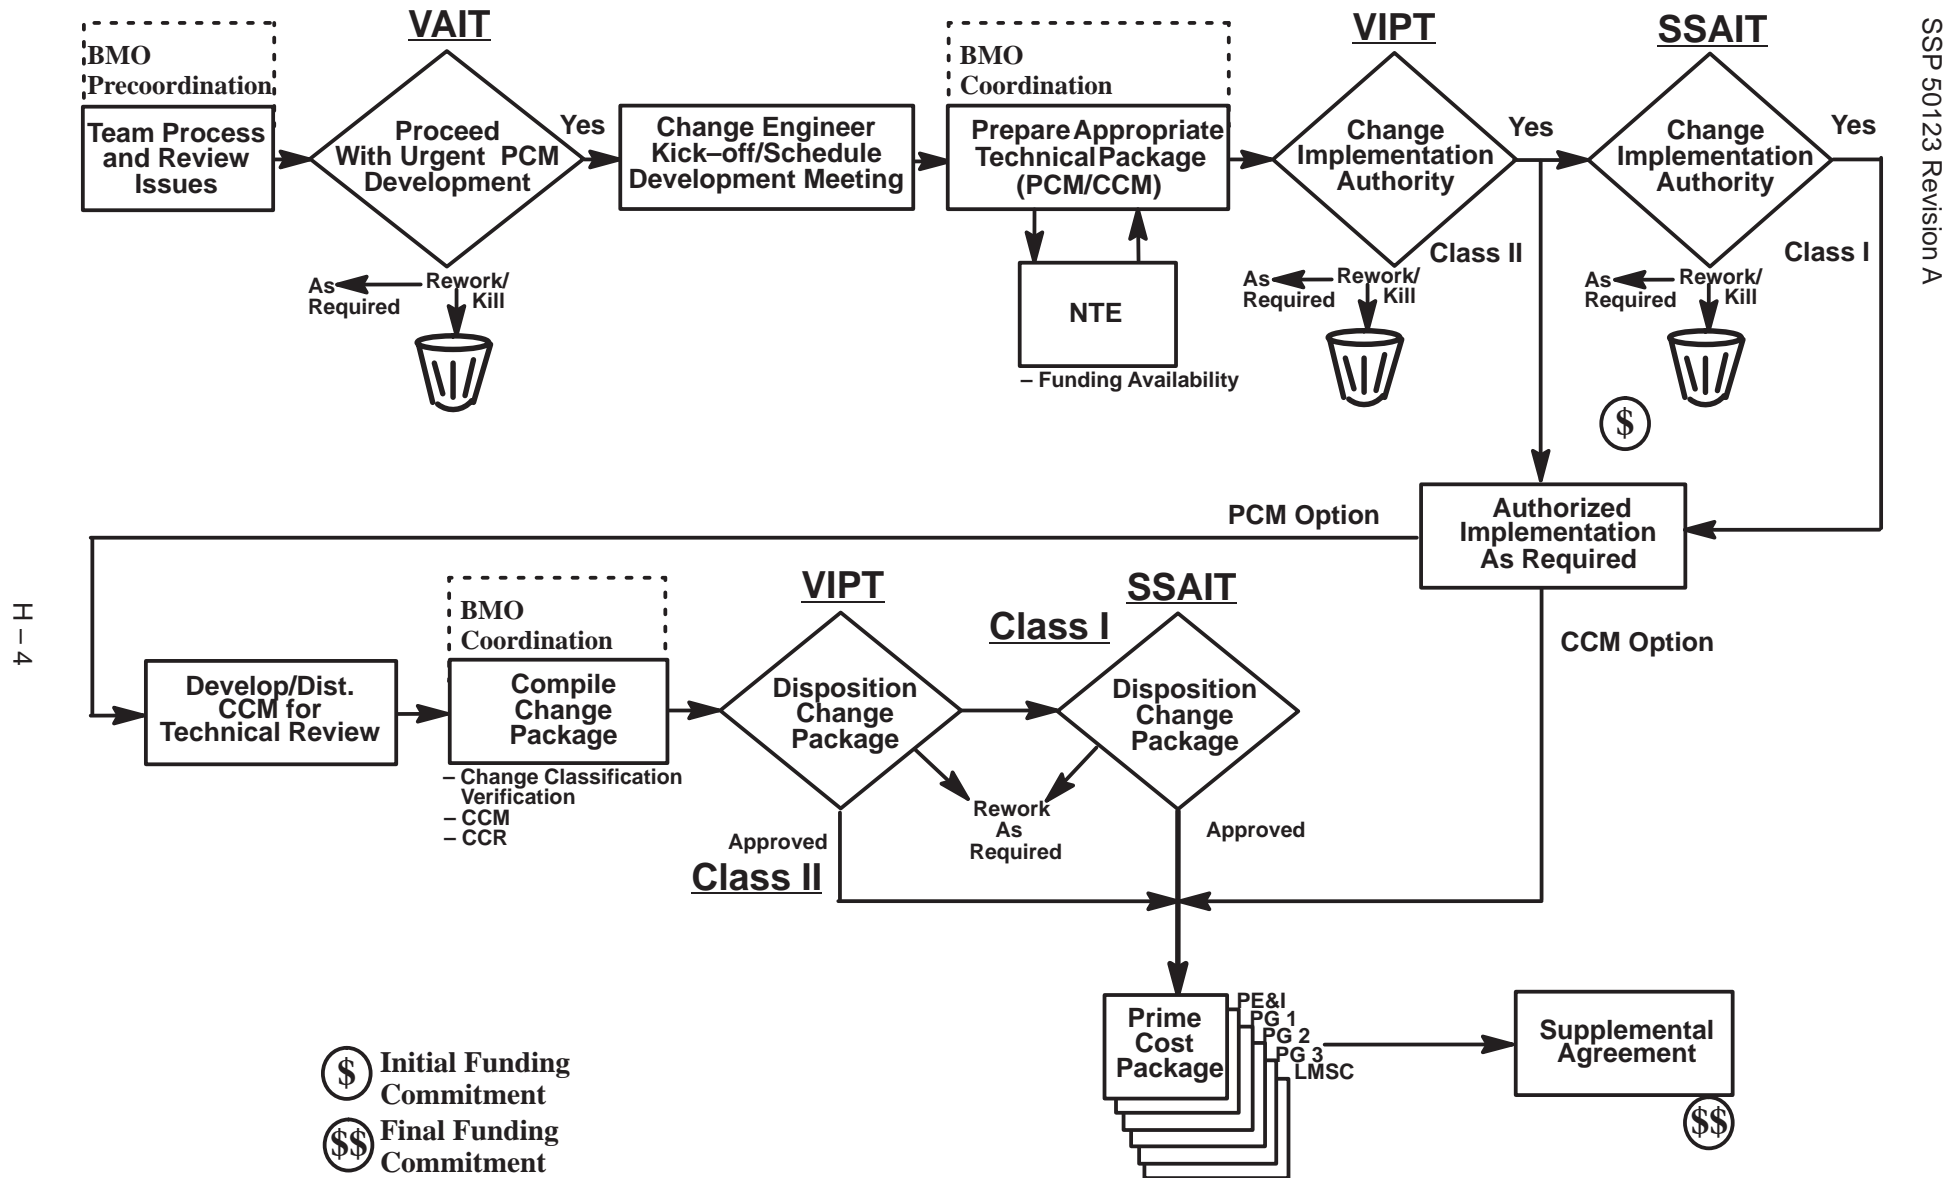 SSP 50123 Revision A
H – 4
VAIT
VIPT
SSAIT
BMO
Precoordination
Team Process
and Review
Issues
Proceed
With Urgent PCM
Development
Yes
As
Required
Rework/
Kill
Change Engineer
Kick–off/Schedule
Development Meeting
BMO
Coordination
Prepare Appropriate
Technical Package
(PCM/CCM)
NTE
– Funding Availability
Change
Implementation
Authority
Yes
Class II
As
Required
Rework/
Kill
Change
Implementation
Authority
Yes
Class I
As
Required
Rework/
Kill
$
Authorized
Implementation
As Required
PCM Option
CCM Option
Develop/Dist.
CCM for
Technical Review
BMO
Coordination
Compile
Change
Package
– Change Classification
Verification
– CCM
– CCR
VIPT
Disposition
Change
Package
Class I
SSAIT
Disposition
Change
Package
Rework
As
Required
Approved
Class II
Approved
Prime
Cost
Package
PE&I
PG 1
PG 2
PG 3
LMSC
Supplemental
Agreement
$$
$ Initial Funding
Commitment
$$ Final Funding
Commitment